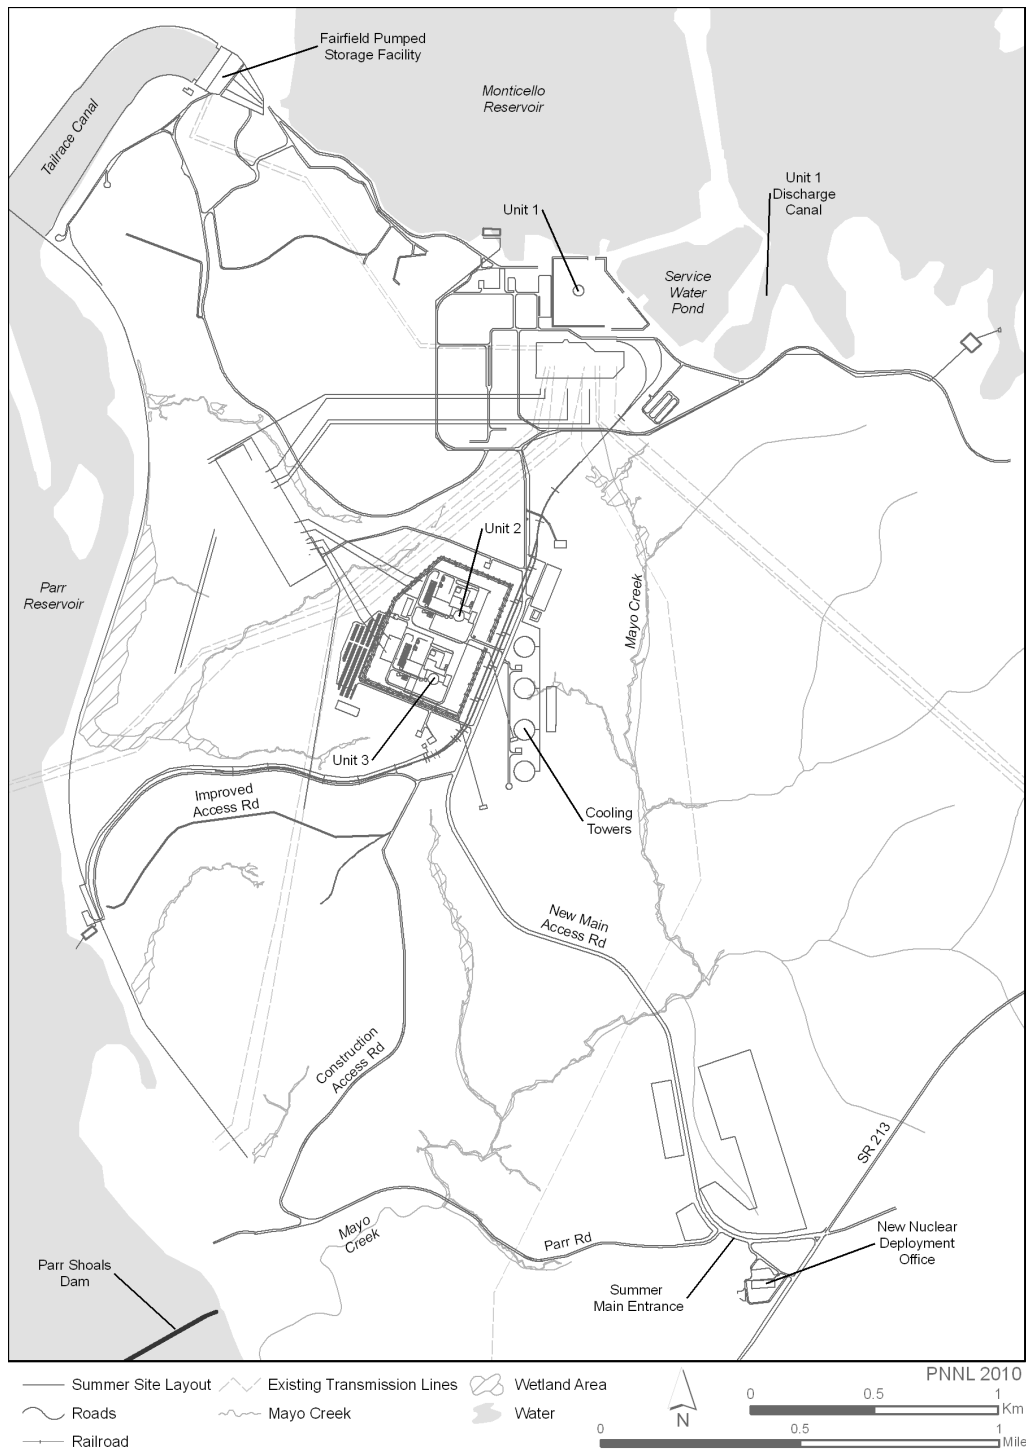 Fairfield Pumped
Storage Facility
Monticello
Reservoir
Tailrace Canal
Unit 1
Discharge
Canal
Unit 1
Service
Water
Pond
Unit 2
Parr
Reservoir
Mayo Creek
Unit 3
Improved
Access Rd
Cooling
Towers
New Main
Access Rd
Construction
Access Rd
SR 213
Mayo
Creek
Parr Rd
New Nuclear
Deployment
Office
Parr Shoals
Dam
Summer
Main Entrance
PNNL 2010
Summer Site Layout
Existing Transmission Lines
Wetland Area
Roads
Mayo Creek
Water
Railroad
N
0 0.5 1
Km
0 0.5 1
Mile